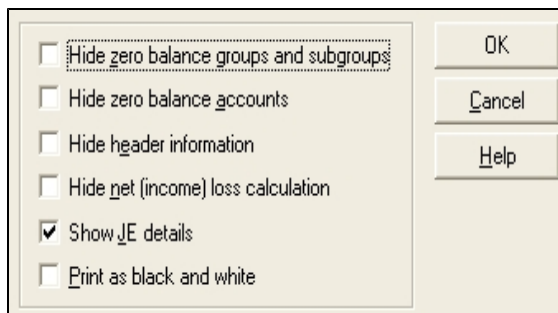 Hide zero balance groups and subgroups
Hide zero balance accounts
Hide header information
Hide net (income) loss calculation
Show JE details
Print as black and white
OK
Cancel
Help